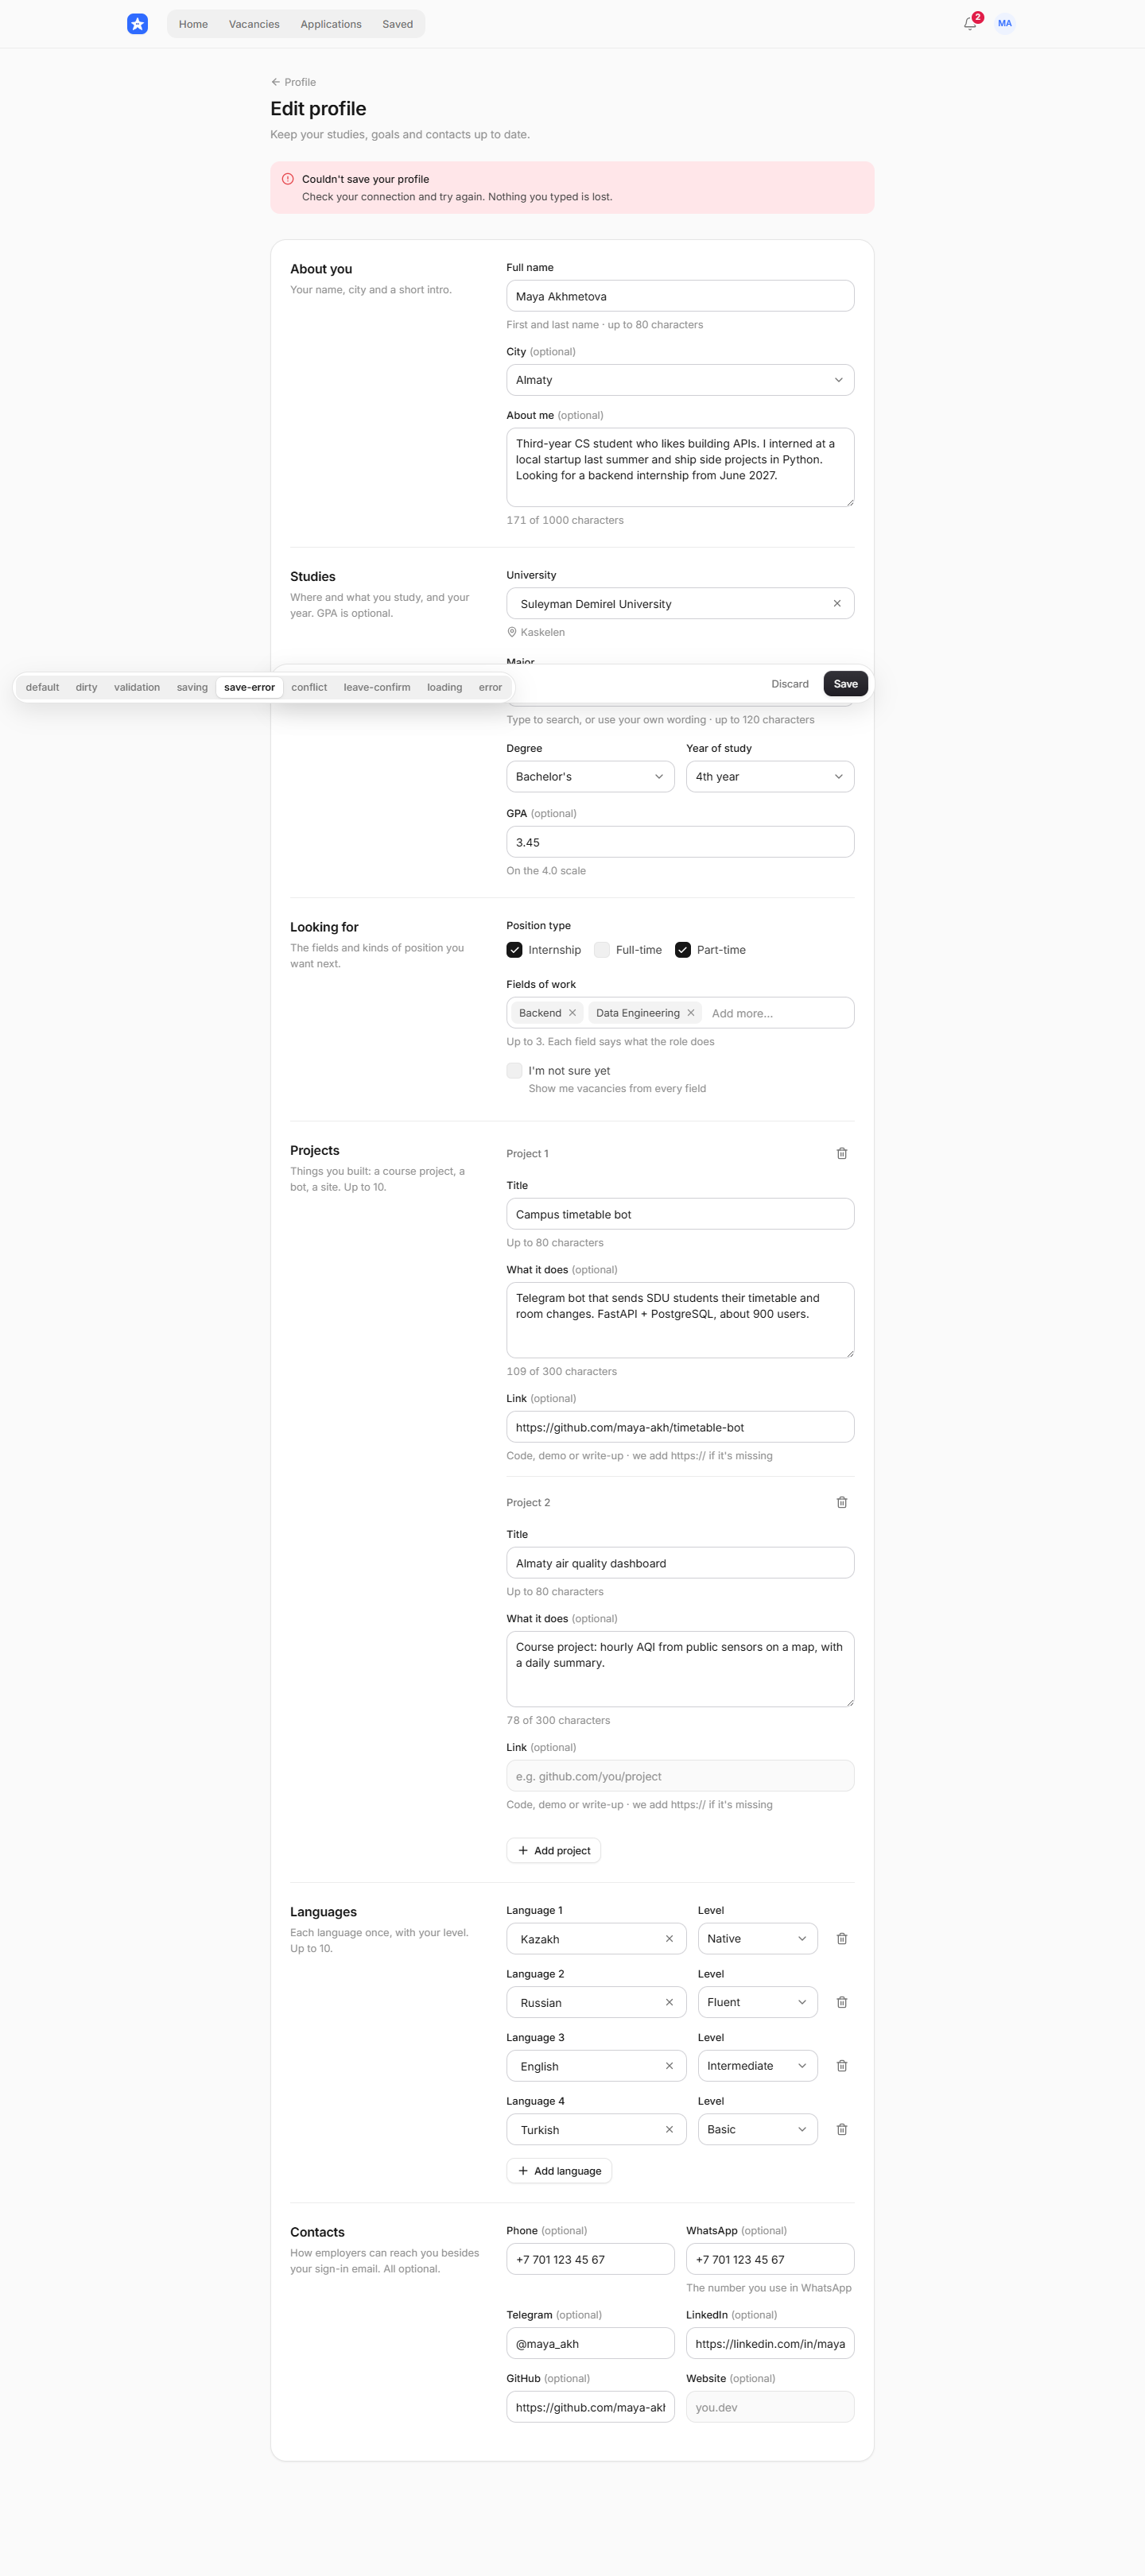 Home Vacancies Applications Saved
2
MA
Profile
Edit profile
Keep your studies, goals and contacts up to date.
Couldn't save your profile
Check your connection and try again. Nothing you typed is lost.
About you
Your name, city and a short intro.
Full name
Maya Akhmetova
First and last name · up to 80 characters
City (optional)
Almaty
About me (optional)
Third-year CS student who likes building APIs. I interned at a
local startup last summer and ship side projects in Python.
Looking for a backend internship from June 2027.
171 of 1000 characters
Studies
Where and what you study, and your
year. GPA is optional.
University
Suleyman Demirel University
Kaskelen
Major
default dirty validation saving save-error conflict leave-confirm loading error
Discard Save
Type to search, or use your own wording · up to 120 characters
Degree Year of study
Bachelor's 4th year
GPA (optional)
3.45
On the 4.0 scale
Looking for
The fields and kinds of position you
want next.
Position type
Internship Full-time Part-time
Fields of work
Backend Data Engineering Add more...
Up to 3. Each field says what the role does
I'm not sure yet
Show me vacancies from every field
Projects
Things you built: a course project, a
bot, a site. Up to 10.
Project 1
Title
Campus timetable bot
Up to 80 characters
What it does (optional)
Telegram bot that sends SDU students their timetable and
room changes. FastAPI + PostgreSQL, about 900 users.
109 of 300 characters
Link (optional)
https://github.com/maya-akh/timetable-bot
Code, demo or write-up · we add https:// if it's missing
Project 2
Title
Almaty air quality dashboard
Up to 80 characters
What it does (optional)
Course project: hourly AQI from public sensors on a map, with
a daily summary.
78 of 300 characters
Link (optional)
e.g. github.com/you/project
Code, demo or write-up · we add https:// if it's missing
Add project
Languages
Each language once, with your level.
Up to 10.
Language 1 Level
Kazakh Native
Language 2 Level
Russian Fluent
Language 3 Level
English Intermediate
Language 4 Level
Turkish Basic
Add language
Contacts
How employers can reach you besides
your sign-in email. All optional.
Phone (optional) WhatsApp (optional)
+7 701 123 45 67 +7 701 123 45 67
The number you use in WhatsApp
Telegram (optional) LinkedIn (optional)
@maya_akh https://linkedin.com/in/maya
GitHub (optional) Website (optional)
https://github.com/maya-akh you.dev